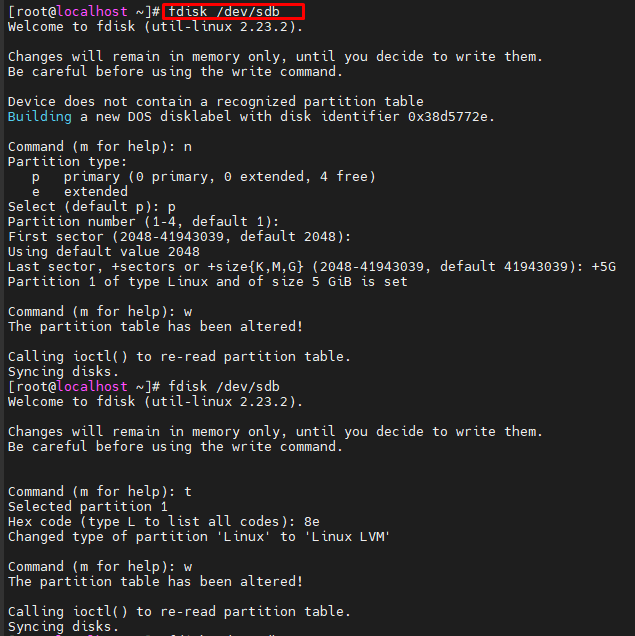 [root@localhost ~]# fdisk /dev/sdb
Welcome to fdisk (util-linux 2.23.2).
Changes will remain in memory only, until you decide to write them.
Be careful before using the write command.
Device does not contain a recognized partition table
Building a new DOS disklabel with disk identifier 0x38d5772e.
Command (m for help): n
Partition type:
   p   primary (0 primary, 0 extended, 4 free)
   e   extended
Select (default p): p
Partition number (1-4, default 1):
First sector (2048-41943039, default 2048):
Using default value 2048
Last sector, +sectors or +size{K,M,G} (2048-41943039, default 41943039): +5G
Partition 1 of type Linux and of size 5 GiB is set
Command (m for help): w
The partition table has been altered!
Calling ioctl() to re-read partition table.
Syncing disks.
[root@localhost ~]# fdisk /dev/sdb
Welcome to fdisk (util-linux 2.23.2).
Changes will remain in memory only, until you decide to write them.
Be careful before using the write command.
Command (m for help): t
Selected partition 1
Hex code (type L to list all codes): 8e
Changed type of partition 'Linux' to 'Linux LVM'
Command (m for help): w
The partition table has been altered!
Calling ioctl() to re-read partition table.
Syncing disks.